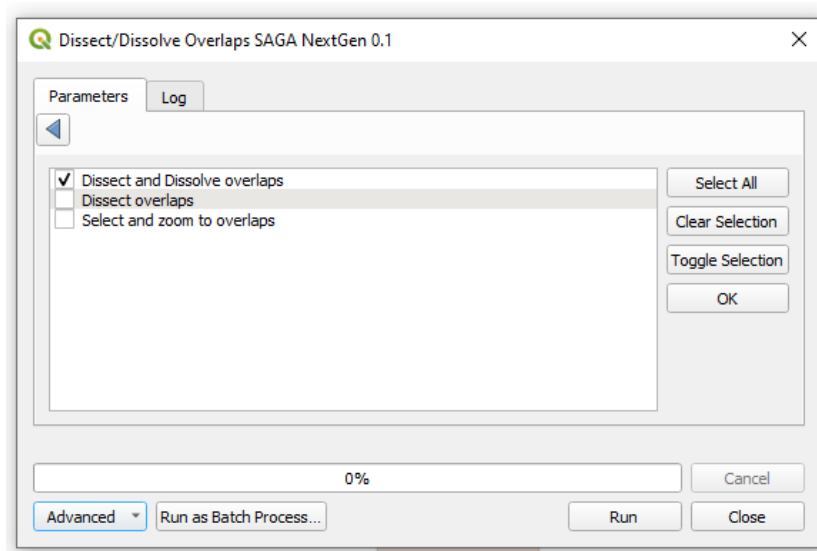 Dissect/Dissolve Overlaps SAGA NextGen 0.1
Parameters
Log
Dissect and Dissolve overlaps
Dissect overlaps
Select and zoom to overlaps
Select All
Clear Selection
Toggle Selection
OK
0%
Cancel
Advanced
Run as Batch Process...
Run
Close